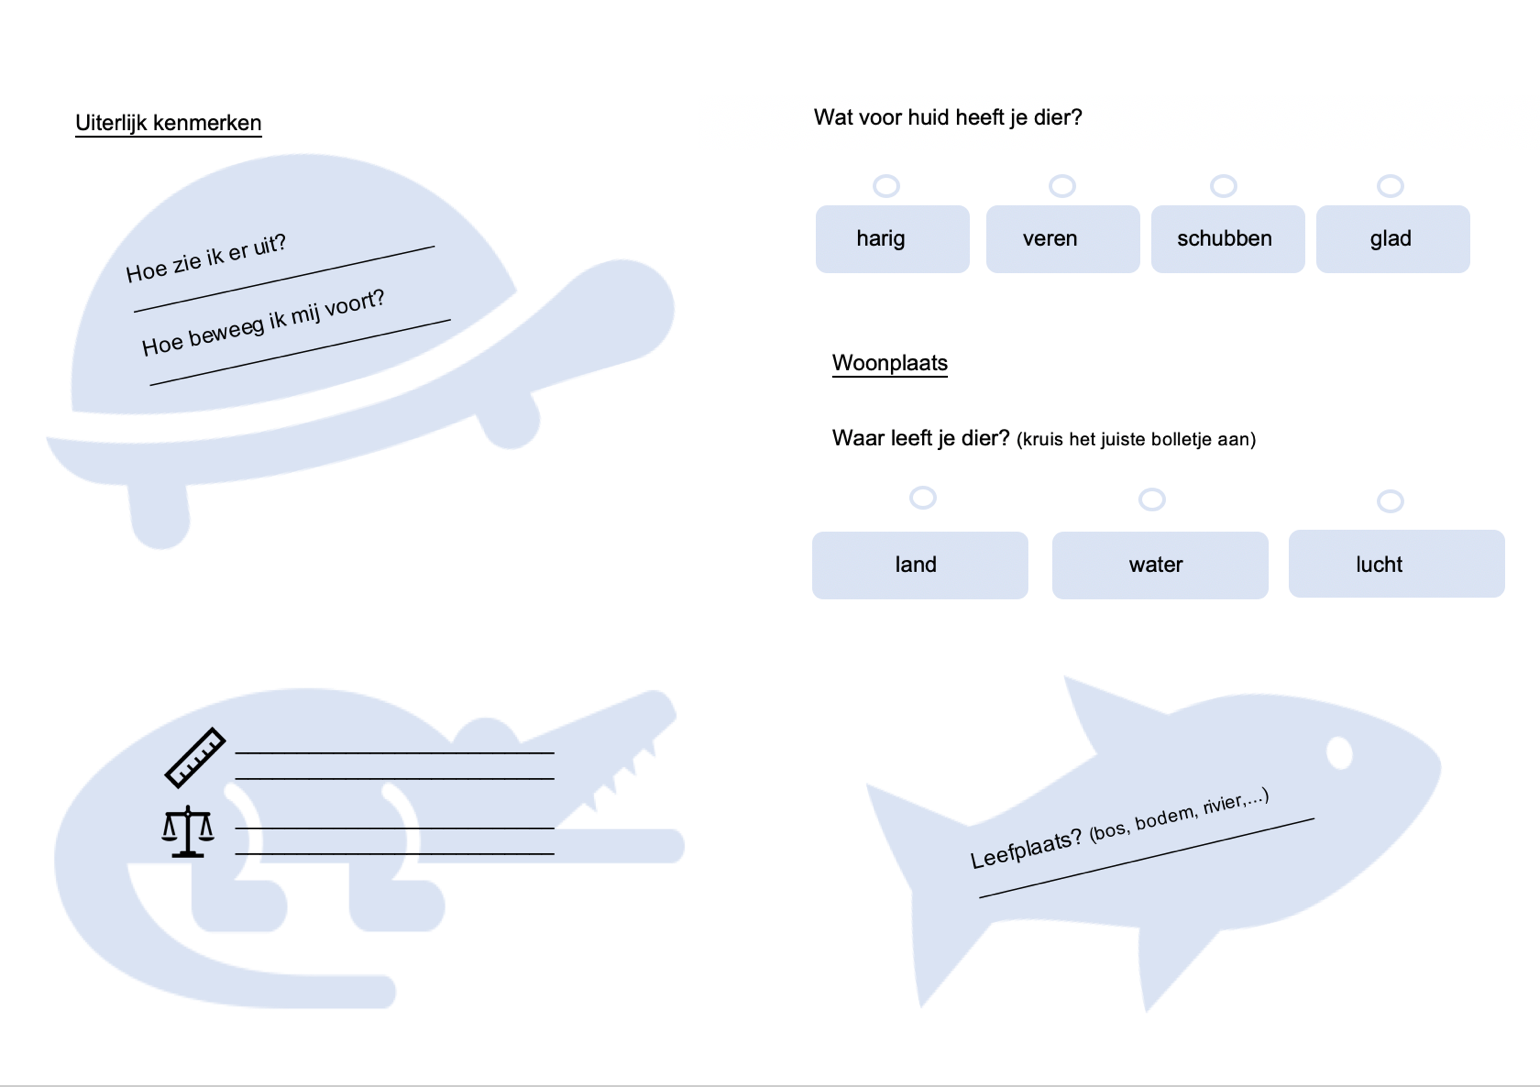 Uiterlijk kenmerken
Hoe zie ik er uit?
Hoe beweeg ik mij voort?
Wat voor huid heeft je dier?
harig
veren
schubben
glad
Woonplaats
Waar leeft je dier? (kruis het juiste bolletje aan)
land
water
lucht
Leefplaats? (bos, bodem, rivier,...)